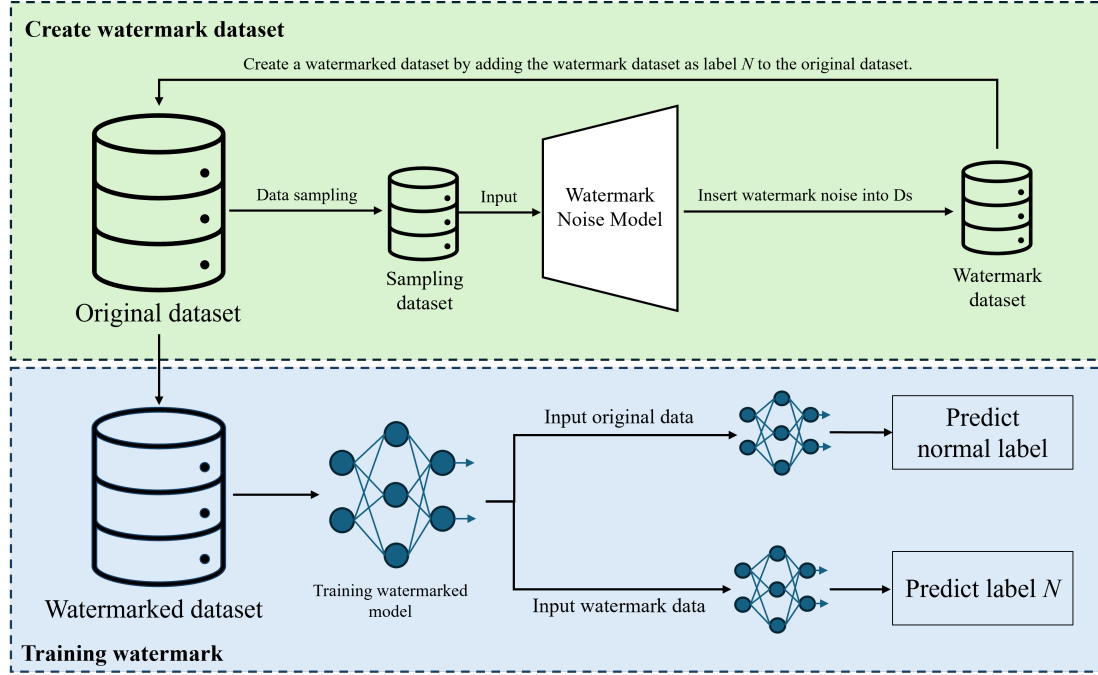 Create watermark dataset
Create a watermarked dataset by adding the watermark dataset as label N to the original dataset.
Data sampling
Input
Watermark
Noise Model
Insert watermark noise into Ds
Sampling
dataset
Watermark
dataset
Original dataset
Input original data
Predict
normal label
Training watermarked
model
Input watermark data
Predict label N
Watermarked dataset
Training watermark